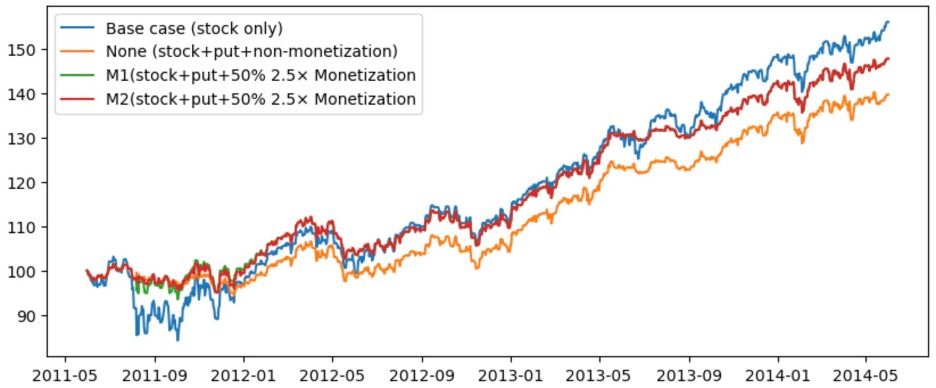 Base case (stock only)
None (stock+put+non-monetization)
M1(stock+put+50% 2.5× Monetization
M2(stock+put+50% 2.5× Monetization
150
140
130
120
110
100
90
2011-05 2011-09 2012-01 2012-05 2012-09 2013-01 2013-05 2013-09 2014-01 2014-05